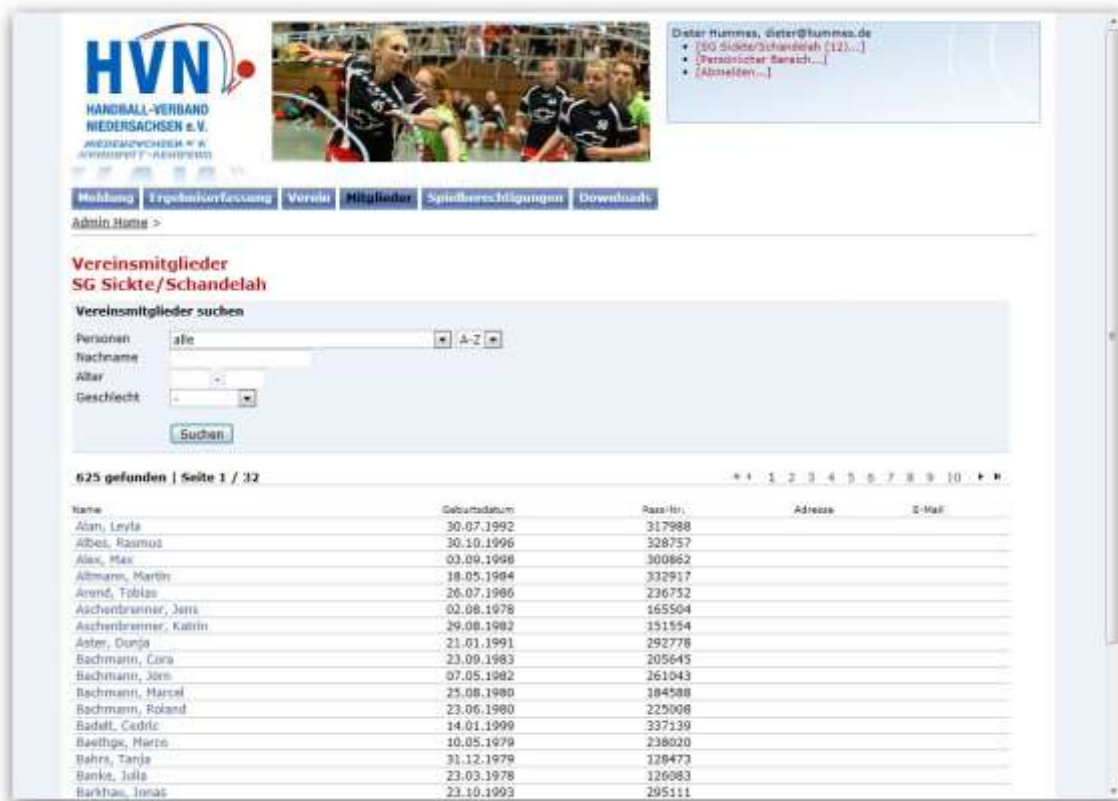 HVN
HANDBALL-VERBAND
NIEDERSACHSEN e.V.
Dieter Hummes, dieter@hummes.de
[SG Sickte/Schandelah (12)...]
[Persönlicher Bereich...]
[Abmelden...]
Meldung Ergebniserfassung Verein Mitglieder Spielberechtigungen Downloads
Admin Home >
Vereinsmitglieder
SG Sickte/Schandelah
Vereinsmitglieder suchen
Personen alle A-Z
Nachname
Alter -
Geschlecht -
Suchen
625 gefunden | Seite 1 / 32 1 2 3 4 5 6 7 8 9 10
Name Geburtsdatum Pass-Nr. Adresse E-Mail
Alan, Leyla 30.07.1992 317988
Albes, Rasmus 30.10.1996 328757
Alex, Max 03.09.1998 300862
Altmann, Martin 18.05.1984 332917
Arend, Tobias 26.07.1986 236752
Aschenbrenner, Jens 02.08.1978 165504
Aschenbrenner, Katrin 29.08.1982 151554
Aster, Dunja 21.01.1991 292778
Bachmann, Cora 23.09.1983 205645
Bachmann, Jörn 07.05.1982 261043
Bachmann, Marcel 25.08.1980 184588
Bachmann, Roland 23.06.1980 225008
Badelt, Cedric 14.01.1999 337139
Baethge, Marco 10.05.1979 238020
Bahrs, Tanja 31.12.1979 128473
Banke, Julia 23.03.1978 126083
Barkhau, Jonas 23.10.1993 295111